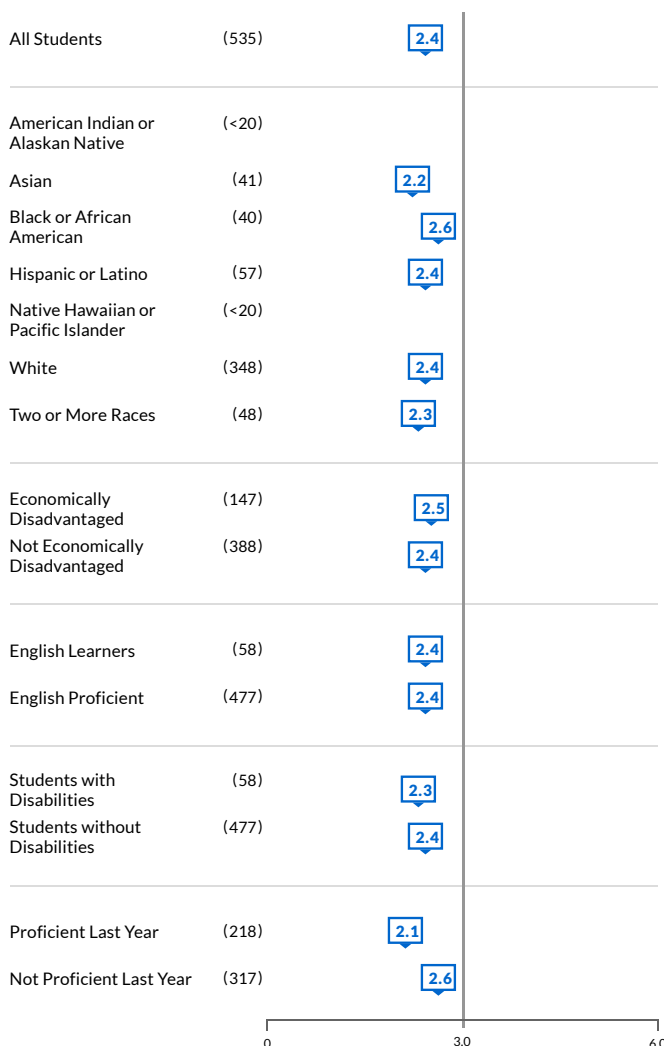 All Students (535) 2.4
American Indian or (<20)
Alaskan Native
Asian (41) 2.2
Black or African (40) 2.6
American
Hispanic or Latino (57) 2.4
Native Hawaiian or (<20)
Pacific Islander
White (348) 2.4
Two or More Races (48) 2.3
Economically (147) 2.5
Disadvantaged
Not Economically (388) 2.4
Disadvantaged
English Learners (58) 2.4
English Proficient (477) 2.4
Students with (58) 2.3
Disabilities
Students without (477) 2.4
Disabilities
Proficient Last Year (218) 2.1
Not Proficient Last Year (317) 2.6
0 3.0 6.0